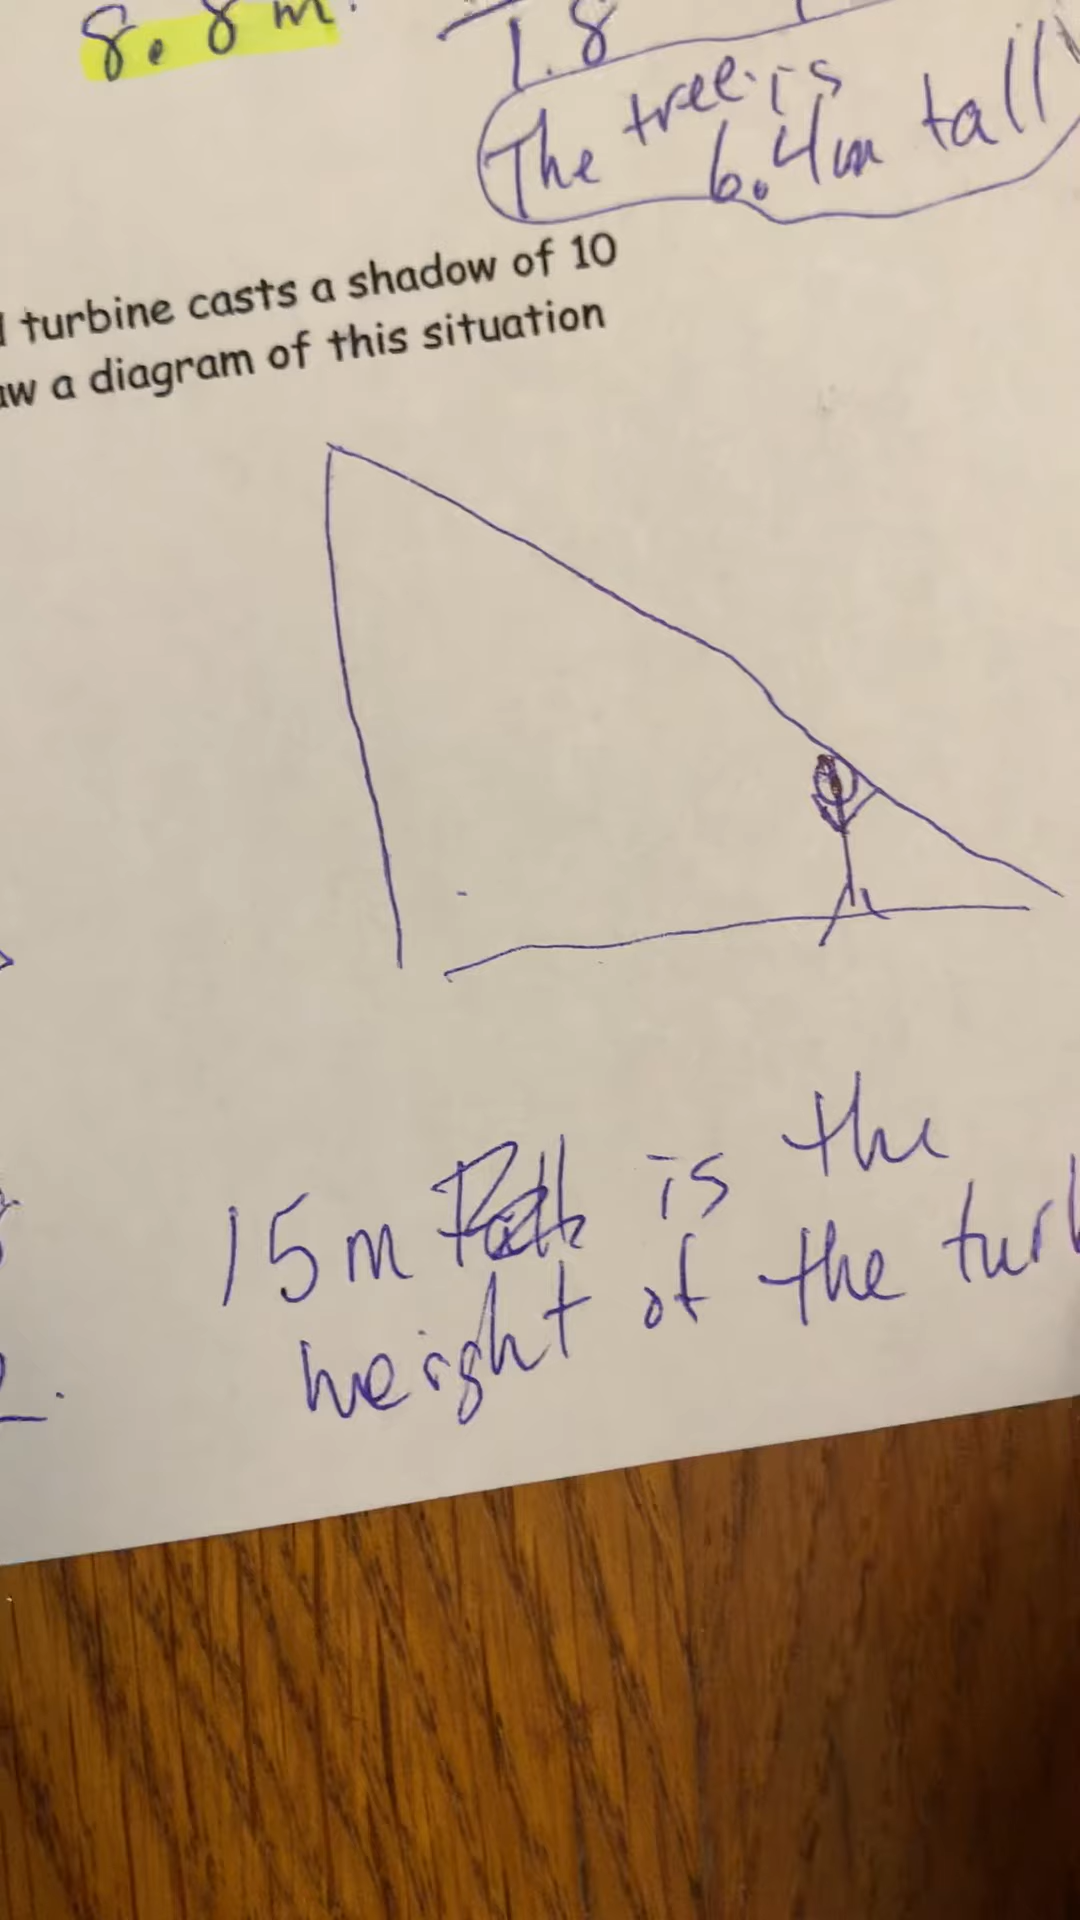 8.8m.
1.8
The tree is
6.4m tall
turbine casts a shadow of 10
a diagram of this situation
15m is the
height of the